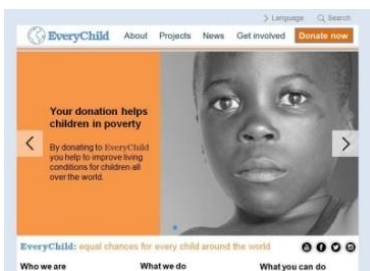 > Language Search
EveryChild About Projects News Get involved Donate now
Your donation helps
children in poverty
By donating to EveryChild
you help to improve living
conditions for children all
over the world.
EveryChild: equal chances for every child around the world
Who we are What we do What you can do